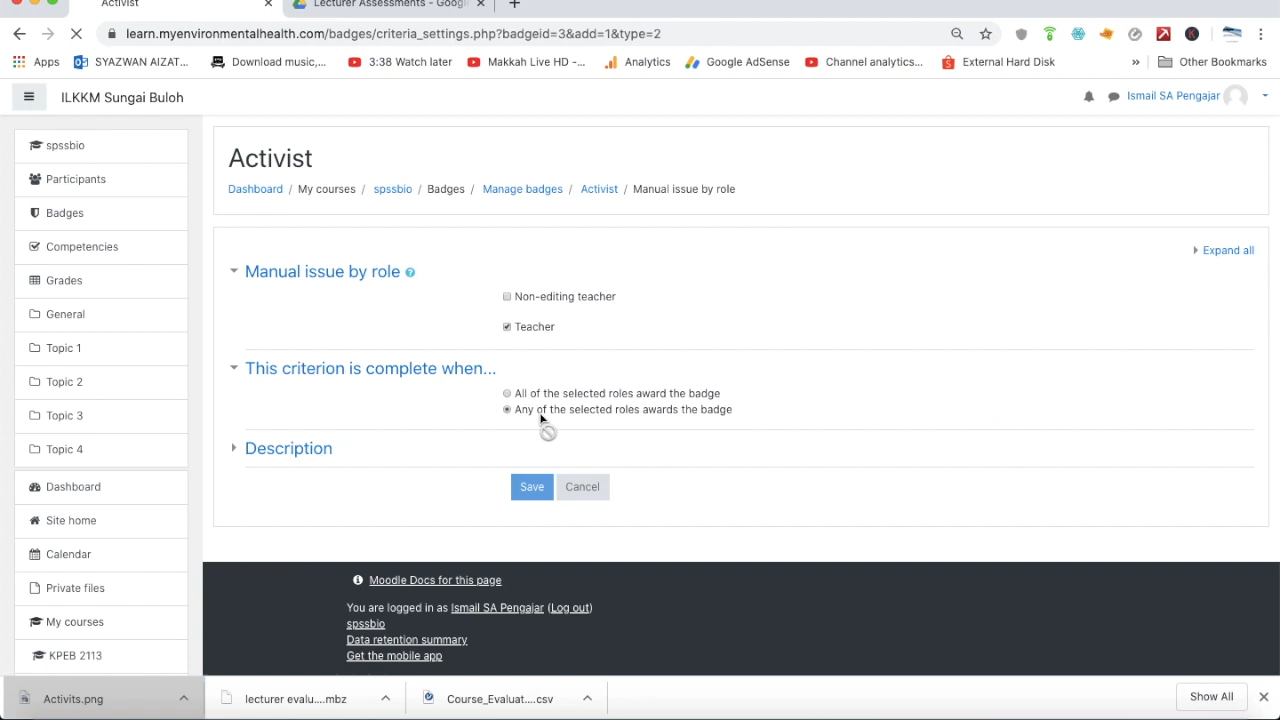 Activist
Lecturer Assessments - Googl
learn.myenvironmentalhealth.com/badges/criteria_settings.php?badgeid=3&add=1&type=2
Apps SYAZWAN AIZAT... Download music,... 3:38 Watch later Makkah Live HD -... Analytics Google AdSense Channel analytics... External Hard Disk » Other Bookmarks
ILKKM Sungai Buloh
Ismail SA Pengajar
spssbio
Participants
Badges
Competencies
Grades
General
Topic 1
Topic 2
Topic 3
Topic 4
Dashboard
Site home
Calendar
Private files
My courses
KPEB 2113
Activist
Dashboard / My courses / spssbio / Badges / Manage badges / Activist / Manual issue by role
Expand all
Manual issue by role
Non-editing teacher
Teacher
This criterion is complete when...
All of the selected roles award the badge
Any of the selected roles awards the badge
Description
Save Cancel
Moodle Docs for this page
You are logged in as Ismail SA Pengajar (Log out)
spssbio
Data retention summary
Get the mobile app
Activits.png
lecturer evalu....mbz
Course_Evaluat....csv
Show All